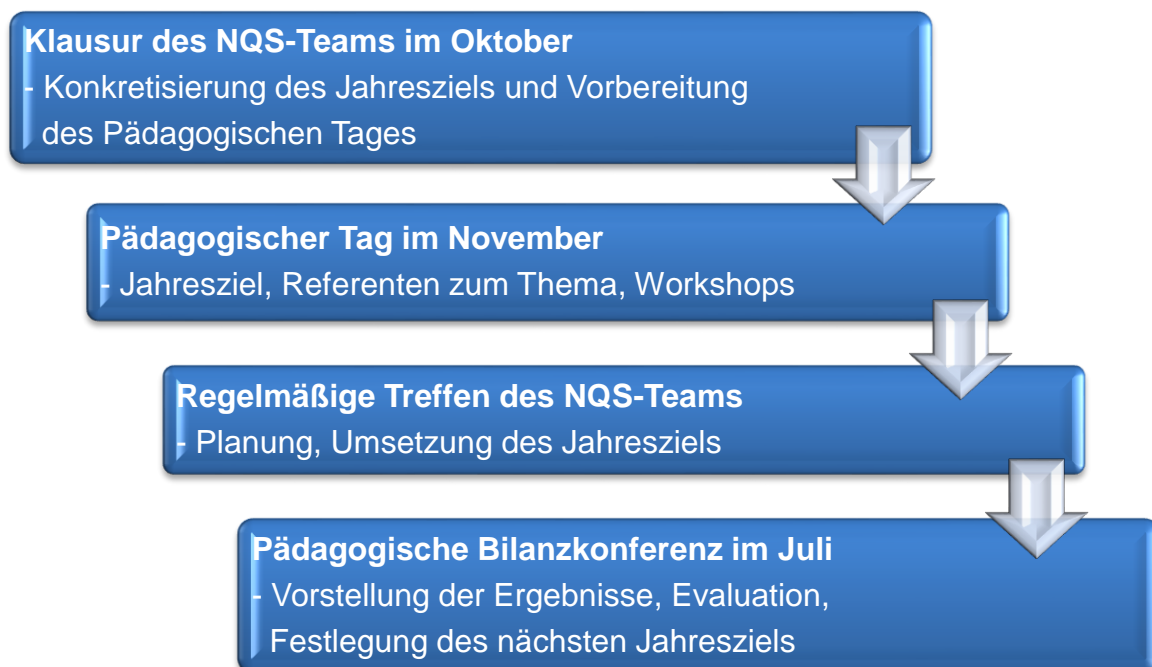 Klausur des NQS-Teams im Oktober
- Konkretisierung des Jahresziels und Vorbereitung
des Pädagogischen Tages
Pädagogischer Tag im November
- Jahresziel, Referenten zum Thema, Workshops
Regelmäßige Treffen des NQS-Teams
- Planung, Umsetzung des Jahresziels
Pädagogische Bilanzkonferenz im Juli
- Vorstellung der Ergebnisse, Evaluation,
Festlegung des nächsten Jahresziels